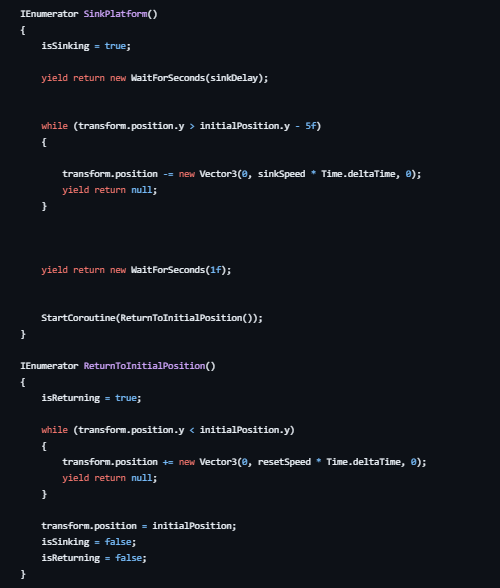 IEnumerator SinkPlatform()
{
    isSinking = true;
    yield return new WaitForSeconds(sinkDelay);
    while (transform.position.y > initialPosition.y - 5f)
    {
        transform.position -= new Vector3(0, sinkSpeed * Time.deltaTime, 0);
        yield return null;
    }
    yield return new WaitForSeconds(1f);
    StartCoroutine(ReturnToInitialPosition());
}
IEnumerator ReturnToInitialPosition()
{
    isReturning = true;
    while (transform.position.y < initialPosition.y)
    {
        transform.position += new Vector3(0, resetSpeed * Time.deltaTime, 0);
        yield return null;
    }
    transform.position = initialPosition;
    isSinking = false;
    isReturning = false;
}